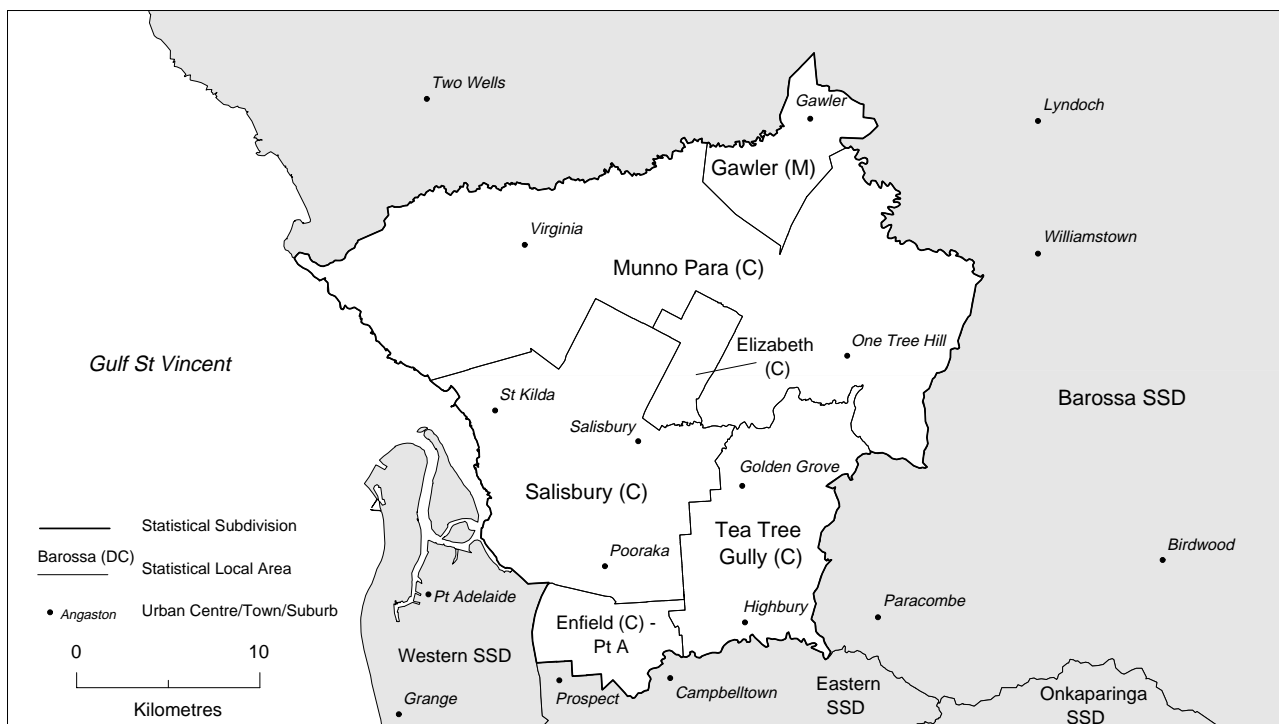 Two Wells
Gawler
Lyndoch
Gawler (M)
Virginia
Williamstown
Munno Para (C)
Elizabeth
(C)
One Tree Hill
Gulf St Vincent
Barossa SSD
St Kilda
Salisbury
Golden Grove
Salisbury (C)
Tea Tree
Gully (C)
Pooraka
Birdwood
Pt Adelaide
Highbury
Paracombe
Enfield (C) -
Pt A
Western SSD
Grange
Prospect
Campbelltown
Eastern
SSD
Onkaparinga
SSD
Statistical Subdivision
Barossa (DC)
Statistical Local Area
Angaston Urban Centre/Town/Suburb
0 10
Kilometres